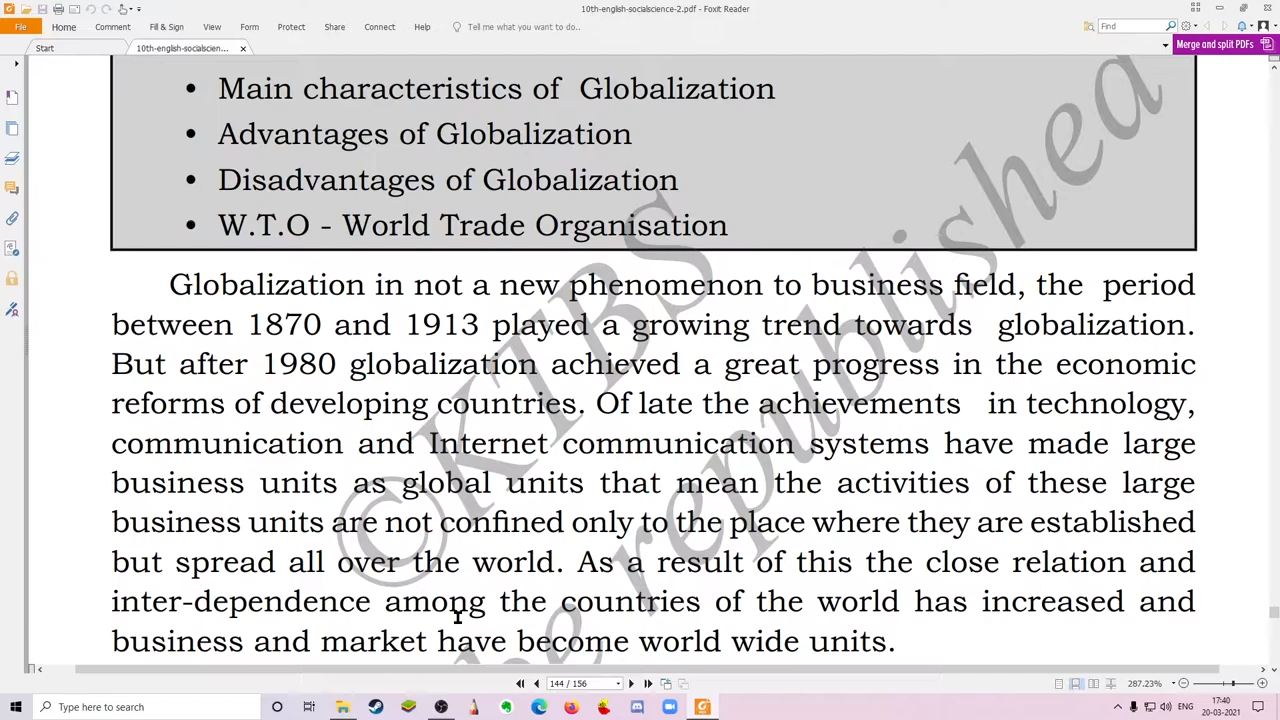 10th-english-socialscience-2.pdf - Foxit Reader
File Home Comment Fill & Sign View Form Protect Share Connect Help Tell me what you want to do... Find
Start 10th-english-socialscien... Merge and split PDFs
• Main characteristics of Globalization
• Advantages of Globalization
• Disadvantages of Globalization
• W.T.O - World Trade Organisation
Globalization in not a new phenomenon to business field, the period
between 1870 and 1913 played a growing trend towards globalization.
But after 1980 globalization achieved a great progress in the economic
reforms of developing countries. Of late the achievements in technology,
communication and Internet communication systems have made large
business units as global units that mean the activities of these large
business units are not confined only to the place where they are established
but spread all over the world. As a result of this the close relation and
inter-dependence among the countries of the world has increased and
business and market have become world wide units.
©KTBS
be republished
144 / 156 287.23%
Type here to search ENG 17:40
20-03-2021